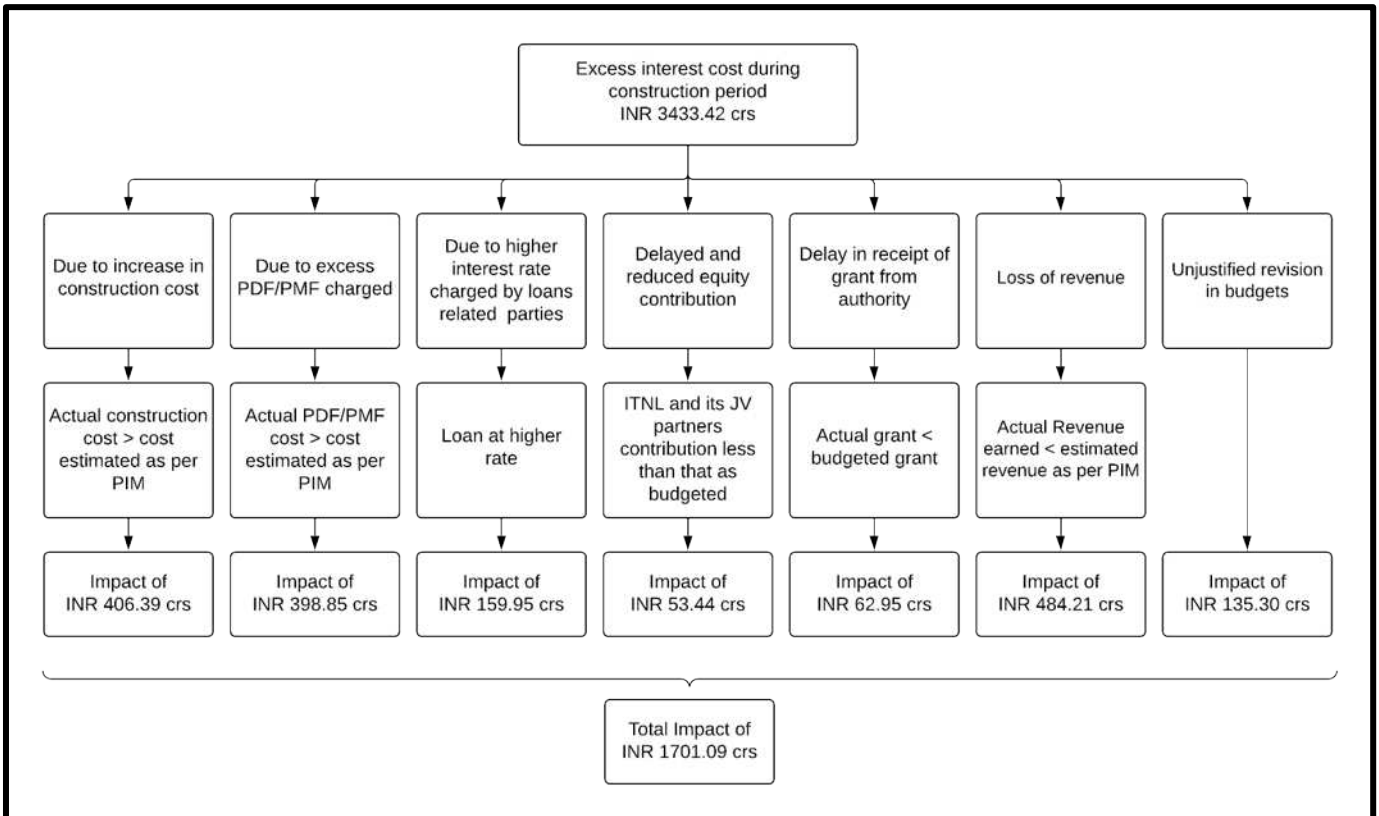 Excess interest cost during
construction period
INR 3433.42 crs
Due to increase in
construction cost
Due to excess
PDF/PMF charged
Due to higher
interest rate
charged by loans
related parties
Delayed and
reduced equity
contribution
Delay in receipt of
grant from
authority
Loss of revenue
Unjustified revision
in budgets
Actual construction
cost > cost
estimated as per
PIM
Actual PDF/PMF
cost > cost
estimated as per
PIM
Loan at higher
rate
ITNL and its JV
partners
contribution less
than that as
budgeted
Actual grant <
budgeted grant
Actual Revenue
earned < estimated
revenue as per PIM
Impact of
INR 406.39 crs
Impact of
INR 398.85 crs
Impact of
INR 159.95 crs
Impact of
INR 53.44 crs
Impact of
INR 62.95 crs
Impact of
INR 484.21 crs
Impact of
INR 135.30 crs
Total Impact of
INR 1701.09 crs